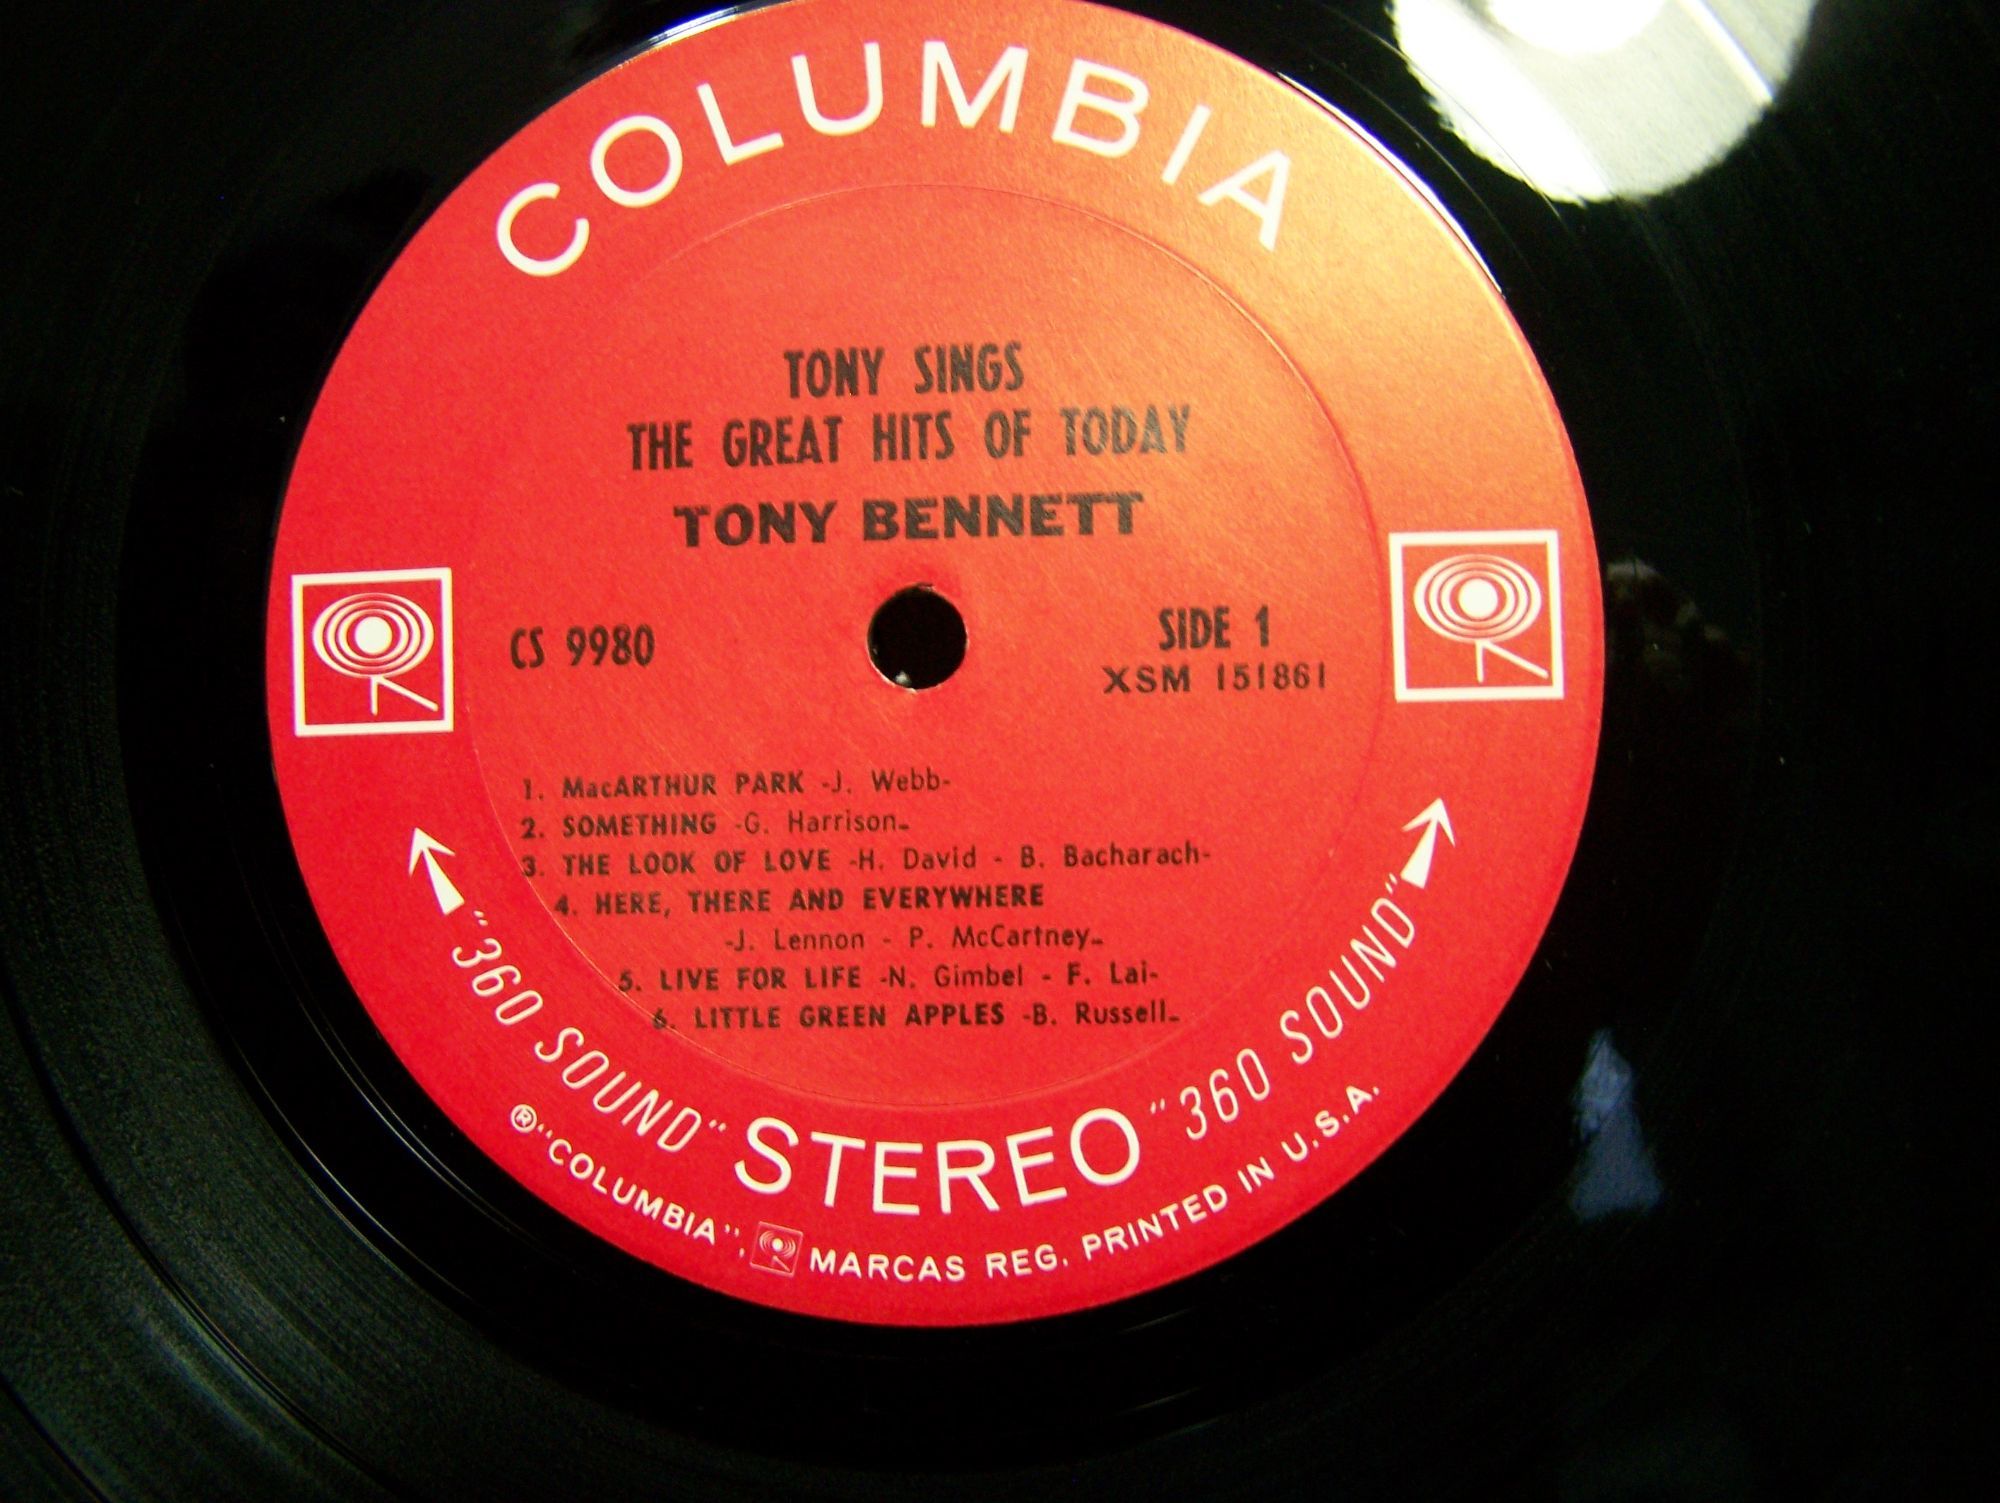 COLUMBIA
TONY SINGS
THE GREAT HITS OF TODAY
TONY BENNETT
CS 9980
SIDE 1
XSM 151861
1. MacARTHUR PARK -J. Webb-
2. SOMETHING -G. Harrison-
3. THE LOOK OF LOVE -H. David - B. Bacharach-
4. HERE, THERE AND EVERYWHERE
-J. Lennon - P. McCartney-
5. LIVE FOR LIFE -N. Gimbel - F. Lai-
6. LITTLE GREEN APPLES -B. Russell-
"360 SOUND" STEREO "360 SOUND"
® "COLUMBIA", MARCAS REG. PRINTED IN U.S.A.